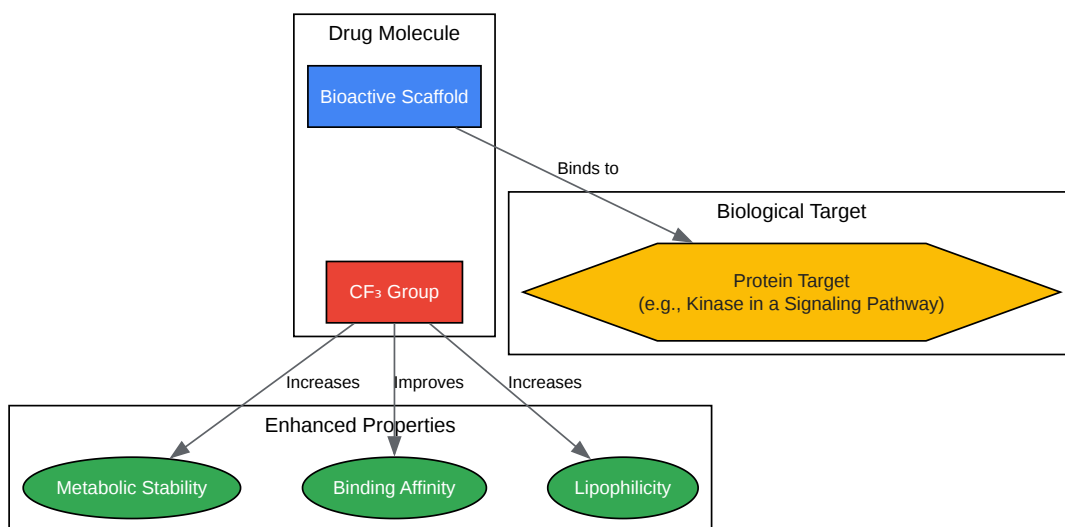 Drug Molecule
Bioactive Scaffold
Binds to
Biological Target
Protein Target
(e.g., Kinase in a Signaling Pathway)
CF₃ Group
Increases
Improves
Increases
Enhanced Properties
Metabolic Stability
Binding Affinity
Lipophilicity